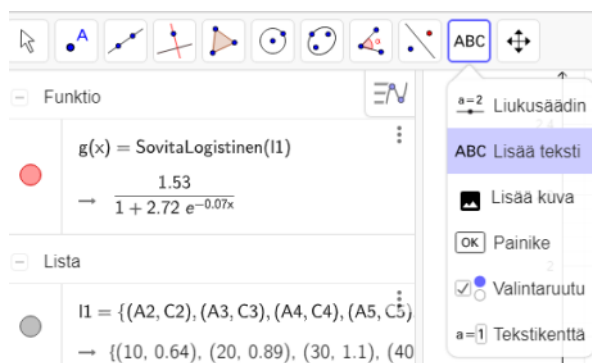 A
ABC
Funktio
g(x) = SovitaLogistinen(l1)
→ 1.53 / (1 + 2.72 e^(-0.07x))
Lista
l1 = {(A2, C2), (A3, C3), (A4, C4), (A5, C5)
→ {(10, 0.64), (20, 0.89), (30, 1.1), (40
a=2 Liukusäädin
ABC Lisää teksti
Lisää kuva
OK Painike
Valintaruutu
a=1 Tekstikenttä
2